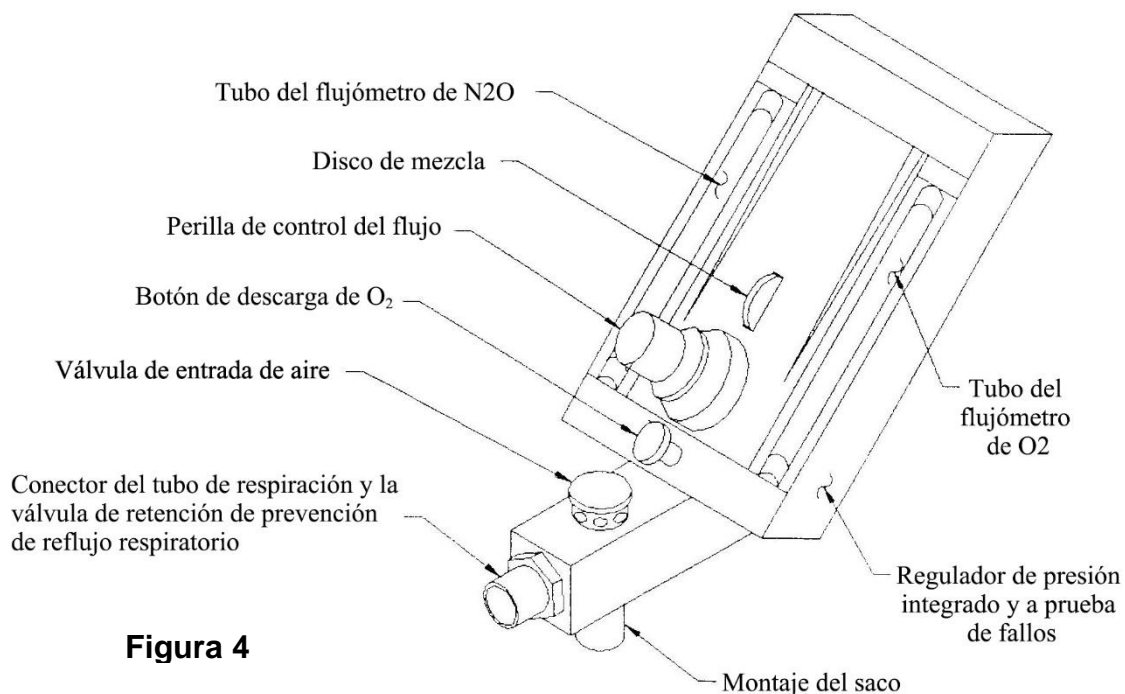 Tubo del flujómetro de N2O
Disco de mezcla
Perilla de control del flujo
Botón de descarga de O₂
Válvula de entrada de aire
Conector del tubo de respiración y la
válvula de retención de prevención
de reflujo respiratorio
Tubo del
flujómetro
de O2
Regulador de presión
integrado y a prueba
de fallos
Montaje del saco
Figura 4